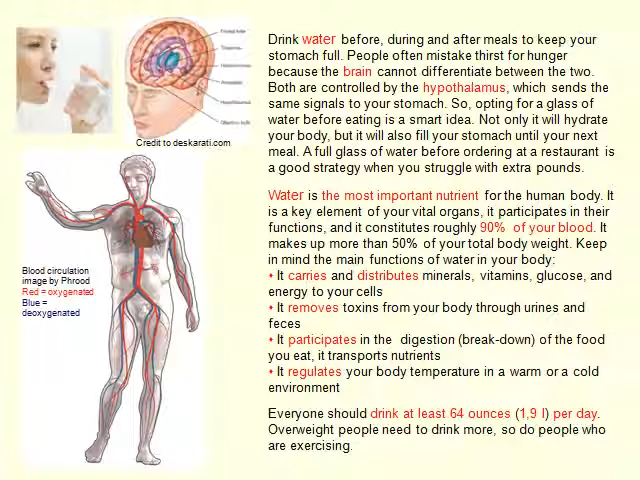 Frontal lobe
Thalamus
Hypothalamus
Amygdala
Hippocampus
Olfactory bulb
Credit to deskarati.com
Blood circulation
image by Phrood
Red = oxygenated
Blue =
deoxygenated
Drink water before, during and after meals to keep your
stomach full. People often mistake thirst for hunger
because the brain cannot differentiate between the two.
Both are controlled by the hypothalamus, which sends the
same signals to your stomach. So, opting for a glass of
water before eating is a smart idea. Not only it will hydrate
your body, but it will also fill your stomach until your next
meal. A full glass of water before ordering at a restaurant is
a good strategy when you struggle with extra pounds.
Water is the most important nutrient for the human body. It
is a key element of your vital organs, it participates in their
functions, and it constitutes roughly 90% of your blood. It
makes up more than 50% of your total body weight. Keep
in mind the main functions of water in your body:
• It carries and distributes minerals, vitamins, glucose, and
energy to your cells
• It removes toxins from your body through urines and
feces
• It participates in the digestion (break-down) of the food
you eat, it transports nutrients
• It regulates your body temperature in a warm or a cold
environment
Everyone should drink at least 64 ounces (1,9 l) per day.
Overweight people need to drink more, so do people who
are exercising.